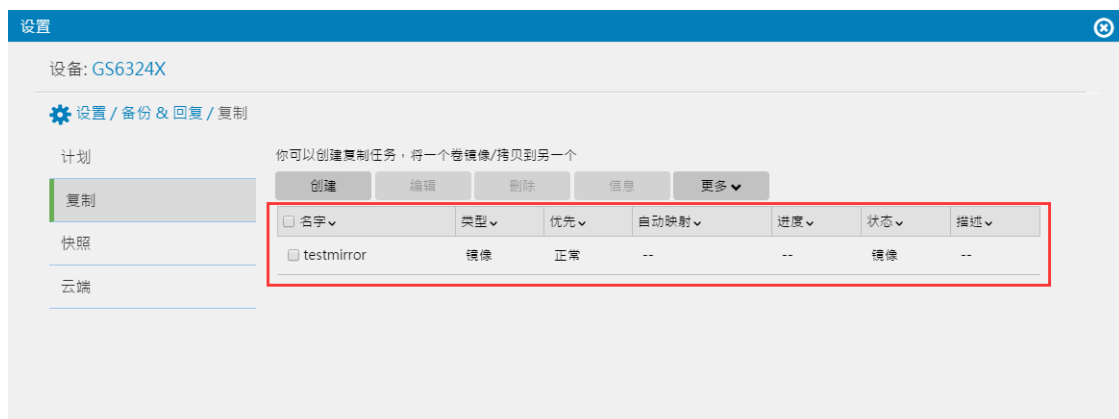 设置
设备: GS6324X
设置 / 备份 & 回复 / 复制
计划
复制
快照
云端
你可以创建复制任务，将一个卷镜像/拷贝到另一个
创建 编辑 删除 信息 更多
名字 类型 优先 自动映射 进度 状态 描述
testmirror 镜像 正常 -- -- 镜像 --